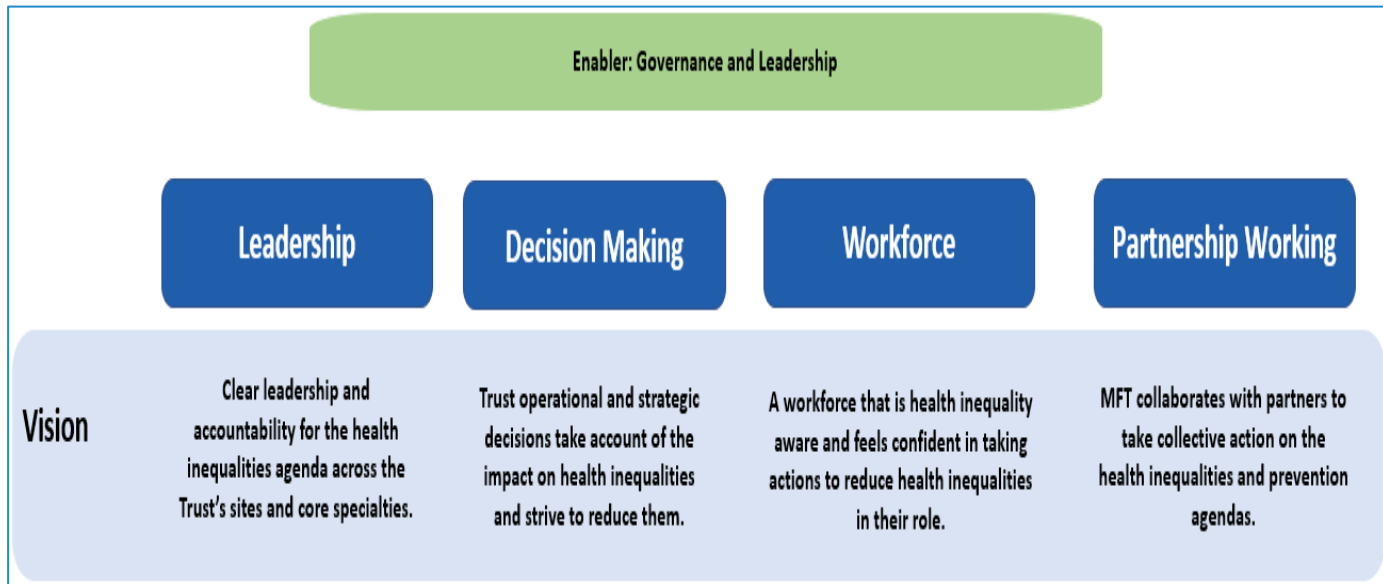 Enabler: Governance and Leadership
Leadership
Decision Making
Workforce
Partnership Working
Vision
Clear leadership and
accountability for the health
inequalities agenda across the
Trust's sites and core specialties.
Trust operational and strategic
decisions take account of the
impact on health inequalities
and strive to reduce them.
A workforce that is health inequality
aware and feels confident in taking
actions to reduce health inequalities
in their role.
MFT collaborates with partners to
take collective action on the
health inequalities and prevention
agendas.